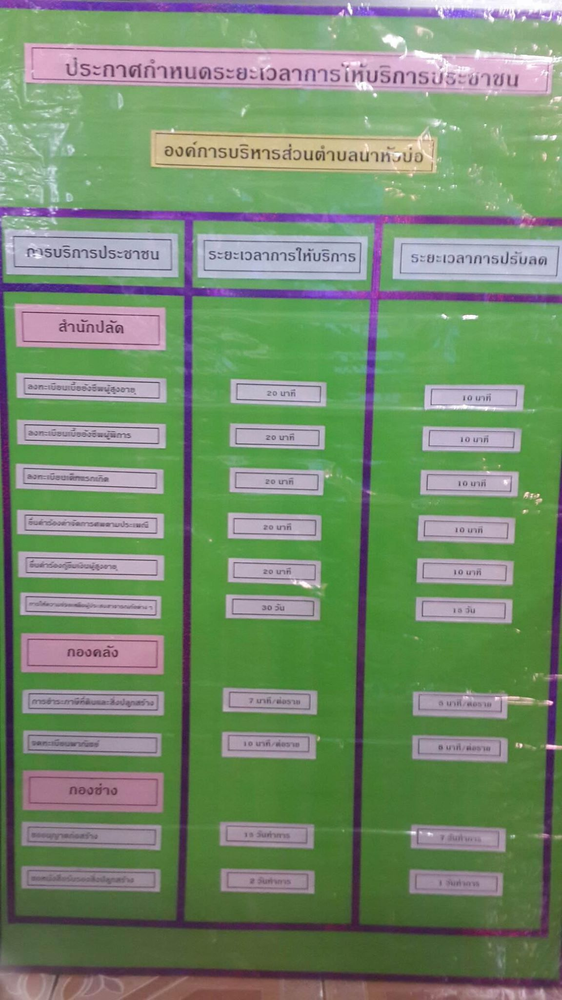 ประกาศกำหนดระยะเวลาการให้บริการประชาชน
องค์การบริหารส่วนตำบลนาหัวบ่อ
การบริการประชาชน ระยะเวลาการให้บริการ ระยะเวลาการปรับลด
สำนักปลัด
ลงทะเบียนเบี้ยยังชีพผู้สูงอายุ 20 นาที 10 นาที
ลงทะเบียนเบี้ยยังชีพผู้พิการ 20 นาที 10 นาที
ลงทะเบียนเด็กแรกเกิด 20 นาที 10 นาที
ยื่นคำร้องค่าจัดการศพตามประเพณี 20 นาที 10 นาที
ยื่นคำร้องกู้ยืมเงินผู้สูงอายุ 20 นาที 10 นาที
การให้ความช่วยเหลือผู้ประสบสาธารณภัยต่าง ๆ 30 วัน 15 วัน
กองคลัง
การชำระภาษีที่ดินและสิ่งปลูกสร้าง 7 นาที/ต่อราย 5 นาที/ต่อราย
จดทะเบียนพาณิชย์ 10 นาที/ต่อราย 8 นาที/ต่อราย
กองช่าง
ขออนุญาตก่อสร้าง 15 วันทำการ 7 วันทำการ
ขอหนังสือรับรองสิ่งปลูกสร้าง 2 วันทำการ 1 วันทำการ